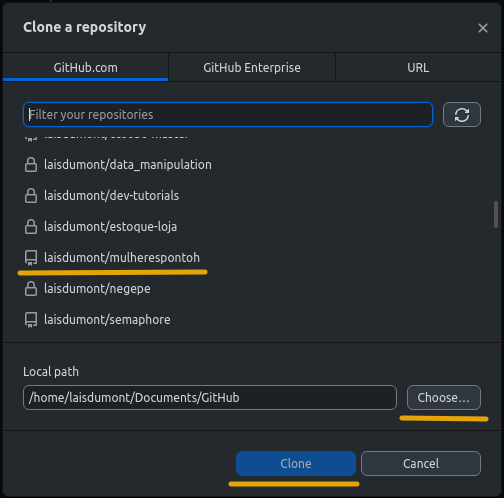 Clone a repository
GitHub.com
GitHub Enterprise
URL
Filter your repositories
laisdumont/data_manipulation
laisdumont/dev-tutorials
laisdumont/estoque-loja
laisdumont/mulherespontoh
laisdumont/negepe
laisdumont/semaphore
Local path
/home/laisdumont/Documents/GitHub
Choose...
Clone
Cancel